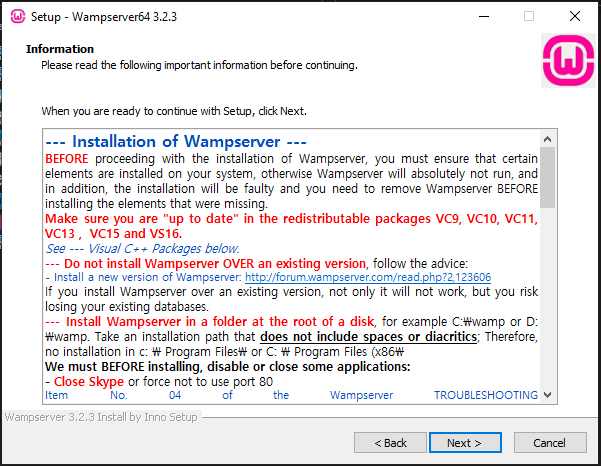 Setup - Wampserver64 3.2.3
Information
Please read the following important information before continuing.
When you are ready to continue with Setup, click Next.
--- Installation of Wampserver ---
BEFORE proceeding with the installation of Wampserver, you must ensure that certain
elements are installed on your system, otherwise Wampserver will absolutely not run, and
in addition, the installation will be faulty and you need to remove Wampserver BEFORE
installing the elements that were missing.
Make sure you are "up to date" in the redistributable packages VC9, VC10, VC11,
VC13 , VC15 and VS16.
See --- Visual C++ Packages below.
--- Do not install Wampserver OVER an existing version, follow the advice:
- Install a new version of Wampserver: http://forum.wampserver.com/read.php?2,123606
If you install Wampserver over an existing version, not only it will not work, but you risk
losing your existing databases.
--- Install Wampserver in a folder at the root of a disk, for example C:₩wamp or D:
₩wamp. Take an installation path that does not include spaces or diacritics; Therefore,
no installation in c: ₩ Program Files₩ or C: ₩ Program Files (x86₩
We must BEFORE installing, disable or close some applications:
- Close Skype or force not to use port 80
Item No. 04 of the Wampserver TROUBLESHOOTING
Wampserver 3.2.3 Install by Inno Setup
< Back
Next >
Cancel